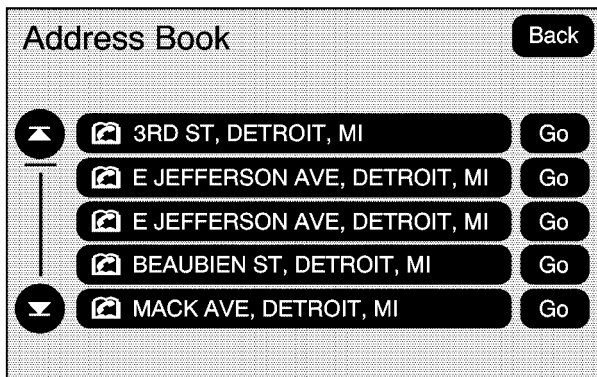 Address Book Back
3RD ST, DETROIT, MI Go
E JEFFERSON AVE, DETROIT, MI Go
E JEFFERSON AVE, DETROIT, MI Go
BEAUBIEN ST, DETROIT, MI Go
MACK AVE, DETROIT, MI Go